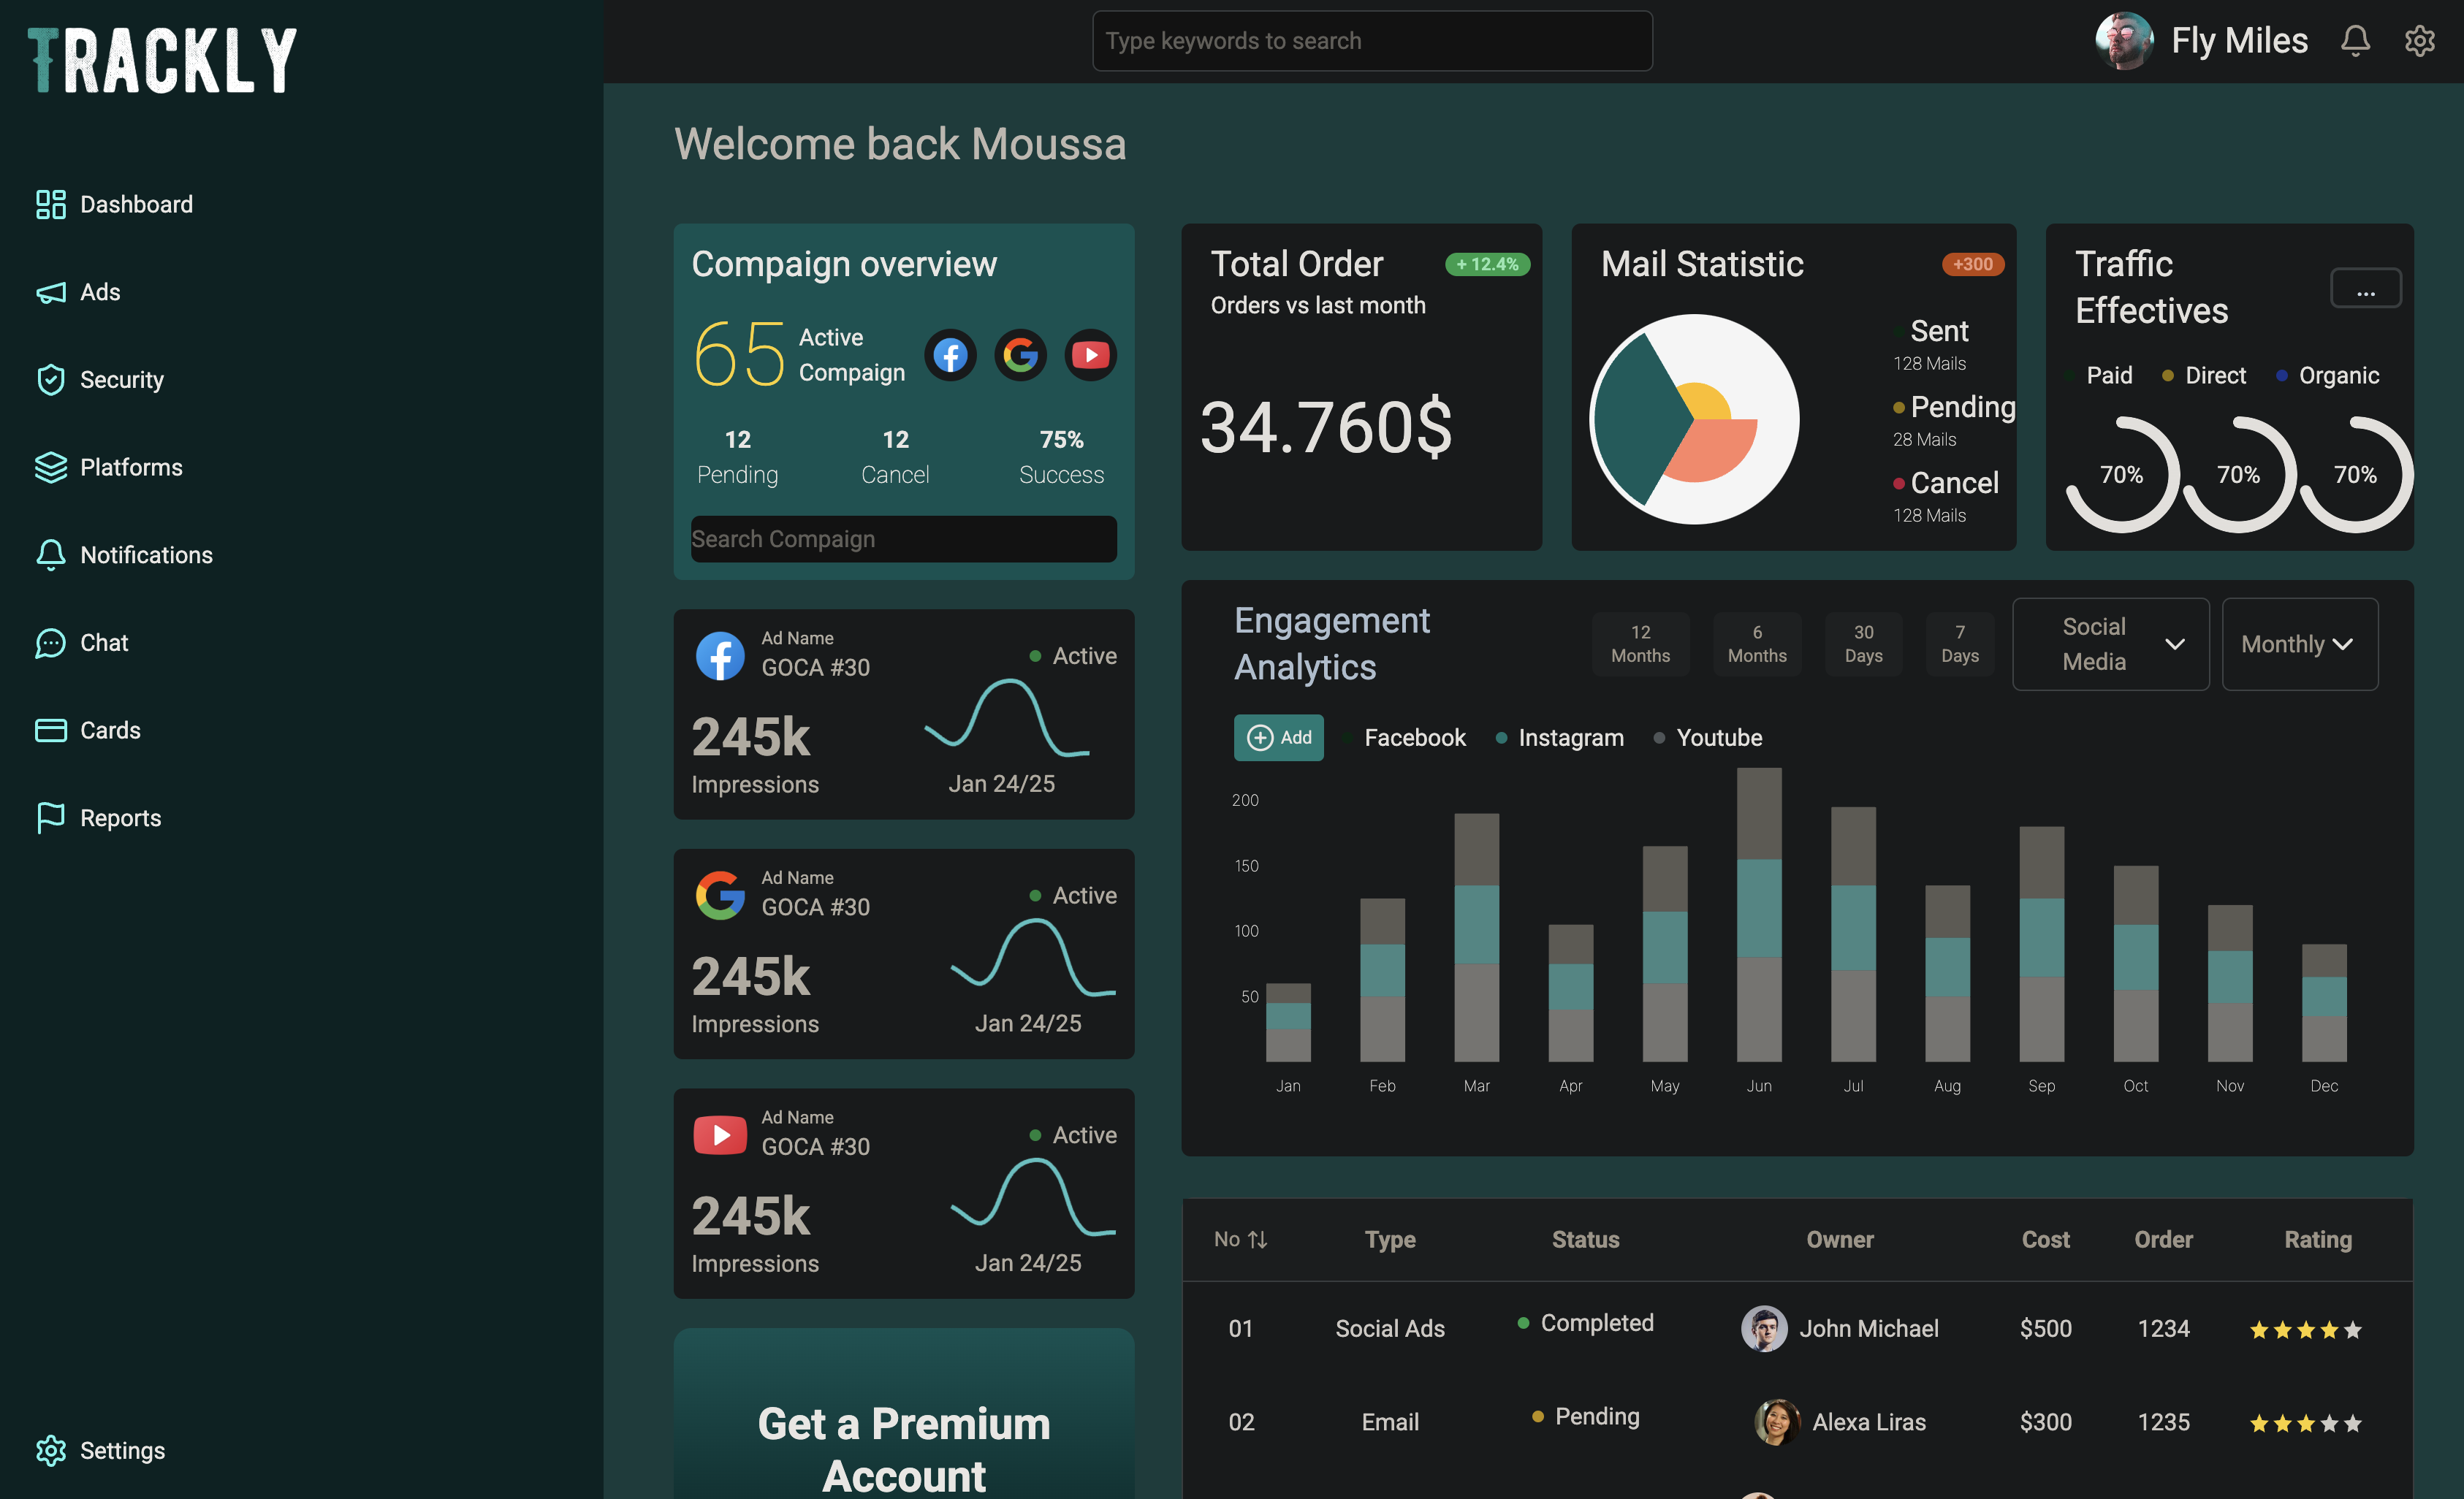 TRACKLY
Type keywords to search
Fly Miles
Dashboard
Ads
Security
Platforms
Notifications
Chat
Cards
Reports
Settings
Welcome back Moussa
Compaign overview
65
Active
Compaign
12
Pending
12
Cancel
75%
Success
Search Compaign
Ad Name
GOCA #30
Active
245k
Impressions
Jan 24/25
Ad Name
GOCA #30
Active
245k
Impressions
Jan 24/25
Ad Name
GOCA #30
Active
245k
Impressions
Jan 24/25
Get a Premium
Account
Total Order
+ 12.4%
Orders vs last month
34.760$
Mail Statistic
+300
Sent
128 Mails
Pending
28 Mails
Cancel
128 Mails
Traffic
Effectives
...
Paid
Direct
Organic
70%
70%
70%
Engagement
Analytics
12
Months
6
Months
30
Days
7
Days
Social
Media
Monthly
Add
Facebook
Instagram
Youtube
200
150
100
50
Jan
Feb
Mar
Apr
May
Jun
Jul
Aug
Sep
Oct
Nov
Dec
No Type Status Owner Cost Order Rating
01 Social Ads Completed John Michael $500 1234
02 Email Pending Alexa Liras $300 1235